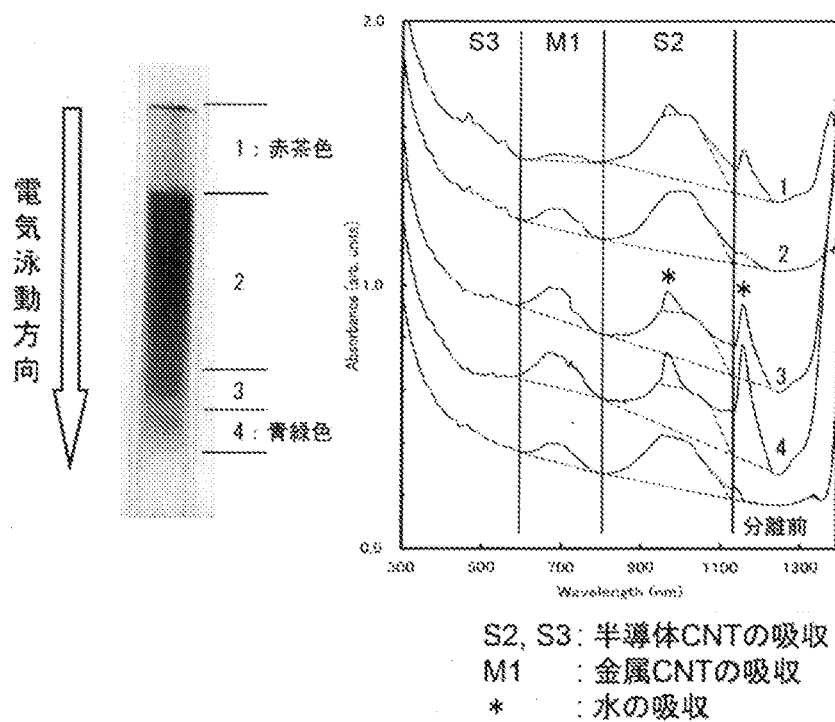 電気泳動方向
1：赤茶色
2
3
4：青緑色
2.0
S3 M1 S2
1
2
* *
Absorbance (arb. units)
1.0
3
4
分離前
0.0
300 500 700 900 1100 1300
Wavelength (nm)
S2, S3：半導体CNTの吸収
M1 ：金属CNTの吸収
* ：水の吸収